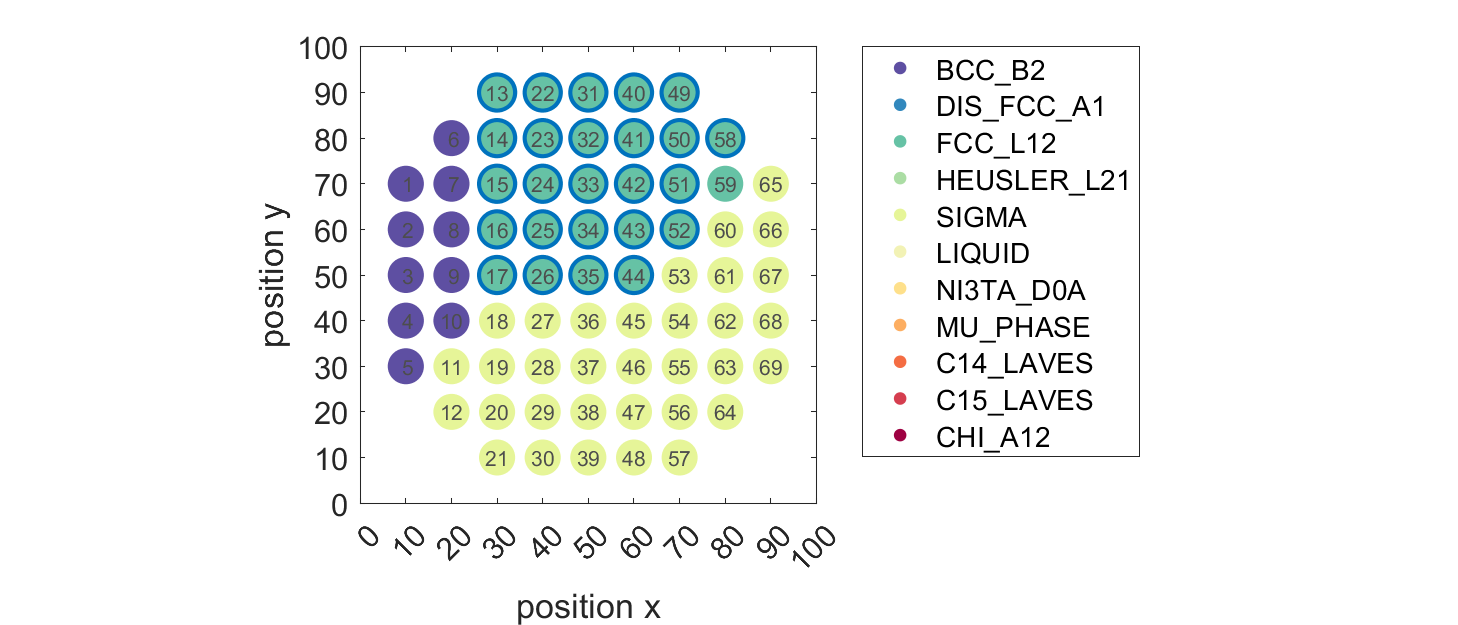 100
90
80
70
60
50
40
30
20
10
0
position y
13 22 31 40 49
6 14 23 32 41 50 58
1 7 15 24 33 42 51 59 65
2 8 16 25 34 43 52 60 66
3 9 17 26 35 44 53 61 67
4 10 18 27 36 45 54 62 68
5 11 19 28 37 46 55 63 69
12 20 29 38 47 56 64
21 30 39 48 57
0 10 20 30 40 50 60 70 80 90 100
position x
BCC_B2
DIS_FCC_A1
FCC_L12
HEUSLER_L21
SIGMA
LIQUID
NI3TA_D0A
MU_PHASE
C14_LAVES
C15_LAVES
CHI_A12